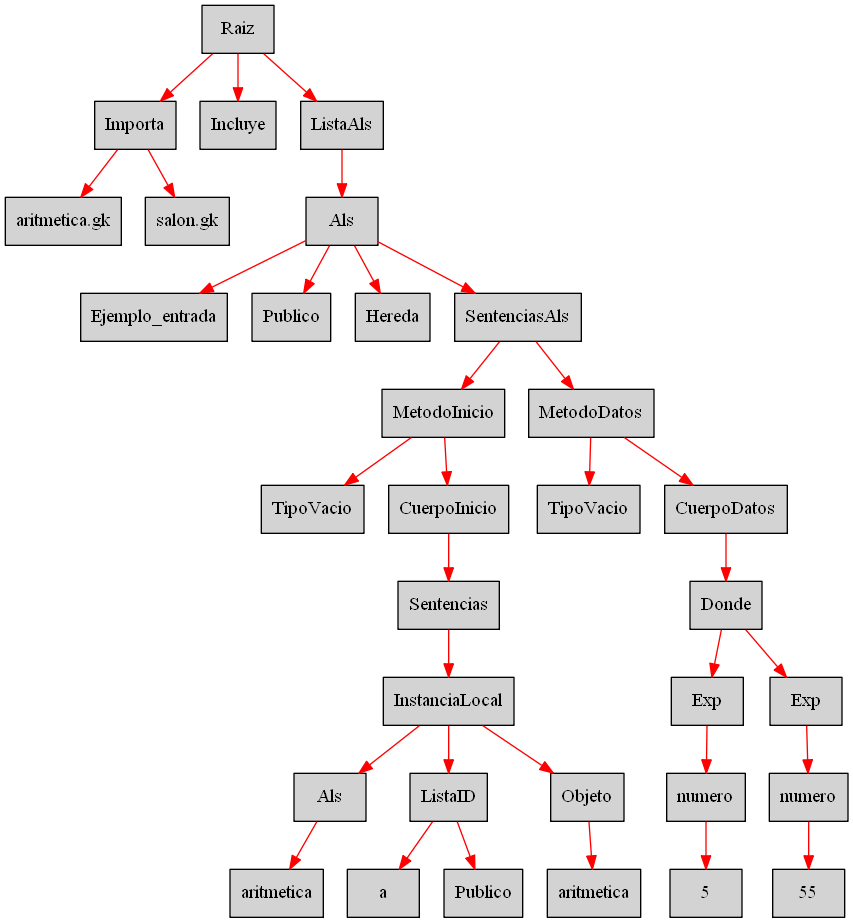 Raiz
Importa
Incluye
ListaAls
aritmetica.gk
salon.gk
Als
Ejemplo_entrada
Publico
Hereda
SentenciasAls
MetodoInicio
MetodoDatos
TipoVacio
CuerpoInicio
TipoVacio
CuerpoDatos
Sentencias
Donde
InstanciaLocal
Exp
Exp
Als
ListaID
Objeto
numero
numero
aritmetica
a
Publico
aritmetica
5
55